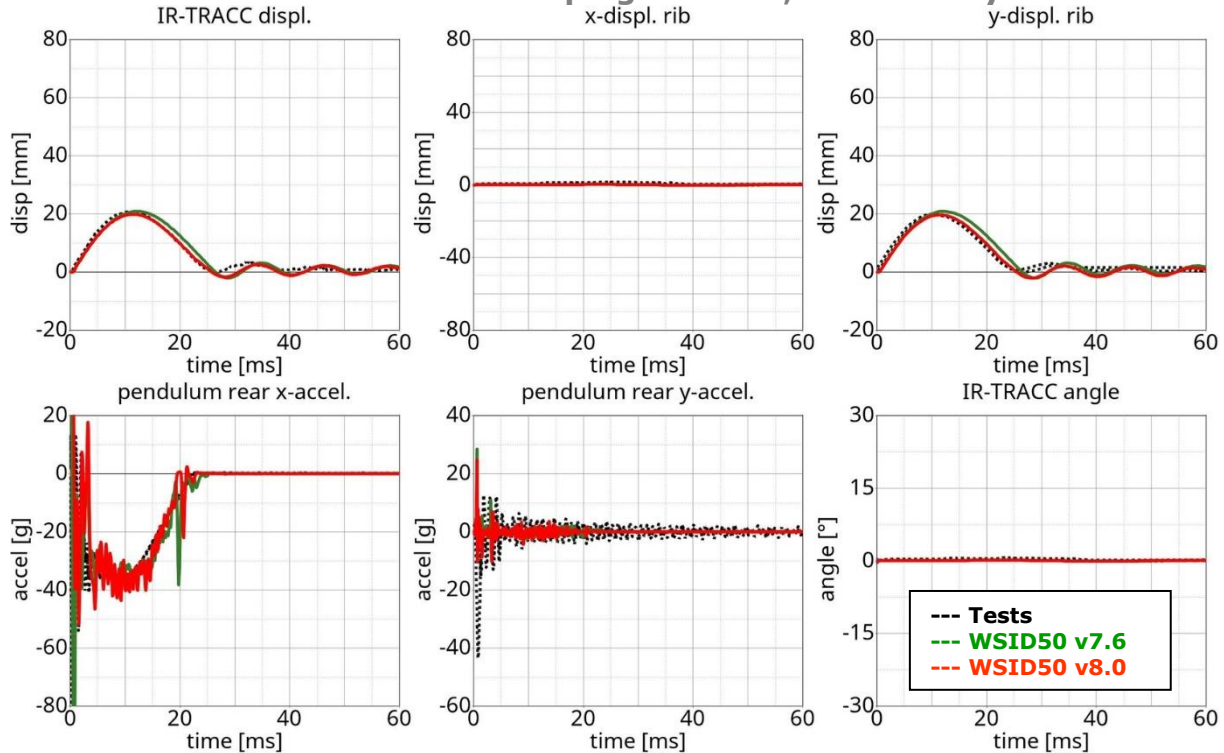 IR-TRACC displ.
x-displ. rib
y-displ. rib
80
60
40
20
0
-20
disp [mm]
0
20
40
60
time [ms]
80
40
0
-40
-80
disp [mm]
0
20
40
60
time [ms]
80
60
40
20
0
-20
disp [mm]
0
20
40
60
time [ms]
pendulum rear x-accel.
pendulum rear y-accel.
IR-TRACC angle
20
0
-20
-40
-60
-80
accel [g]
0
20
40
60
time [ms]
40
20
0
-20
-40
-60
accel [g]
0
20
40
60
time [ms]
30
15
0
-15
-30
angle [°]
0
20
40
60
time [ms]
--- Tests
--- WSID50 v7.6
--- WSID50 v8.0